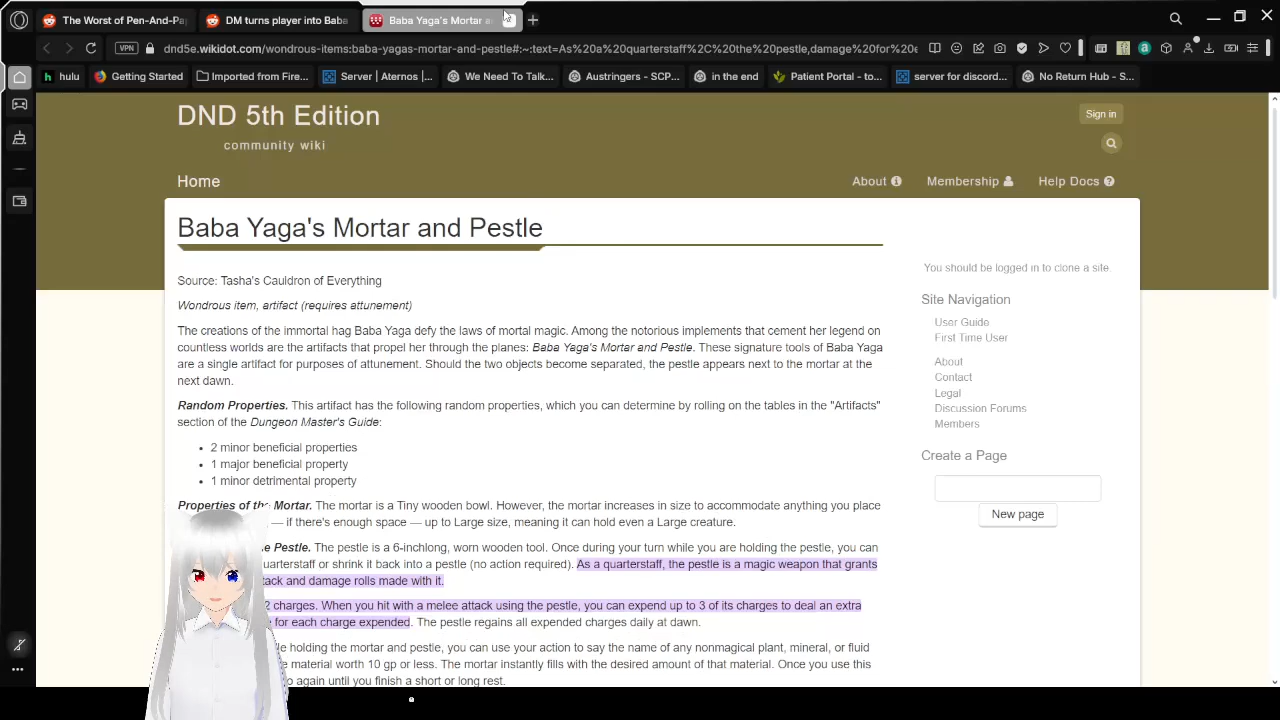 The Worst of Pen-And-Pa
DM turns player into Baba
Baba Yaga's Mortar a
VPN
dnd5e.wikidot.com/wondrous-items:baba-yagas-mortar-and-pestle#:~:text=As%20a%20quarterstaff%2C%20the%20pestle,damage%20for%20e
hulu
Getting Started
Imported from Fire...
Server | Aternos |...
We Need To Talk...
Austringers - SCP...
in the end
Patient Portal - to...
server for discord...
No Return Hub - S...
DND 5th Edition
community wiki
Sign in
Home
About
Membership
Help Docs
Baba Yaga's Mortar and Pestle
Source: Tasha's Cauldron of Everything
Wondrous item, artifact (requires attunement)
The creations of the immortal hag Baba Yaga defy the laws of mortal magic. Among the notorious implements that cement her legend on
countless worlds are the artifacts that propel her through the planes: Baba Yaga's Mortar and Pestle. These signature tools of Baba Yaga
are a single artifact for purposes of attunement. Should the two objects become separated, the pestle appears next to the mortar at the
next dawn.
Random Properties. This artifact has the following random properties, which you can determine by rolling on the tables in the "Artifacts"
section of the Dungeon Master's Guide:
• 2 minor beneficial properties
• 1 major beneficial property
• 1 minor detrimental property
Properties of the Mortar. The mortar is a Tiny wooden bowl. However, the mortar increases in size to accommodate anything you place
— if there's enough space — up to Large size, meaning it can hold even a Large creature.
e Pestle. The pestle is a 6-inchlong, worn wooden tool. Once during your turn while you are holding the pestle, you can
uarterstaff or shrink it back into a pestle (no action required). As a quarterstaff, the pestle is a magic weapon that grants
tack and damage rolls made with it.
2 charges. When you hit with a melee attack using the pestle, you can expend up to 3 of its charges to deal an extra
e for each charge expended. The pestle regains all expended charges daily at dawn.
le holding the mortar and pestle, you can use your action to say the name of any nonmagical plant, mineral, or fluid
e material worth 10 gp or less. The mortar instantly fills with the desired amount of that material. Once you use this
o again until you finish a short or long rest.
You should be logged in to clone a site.
Site Navigation
User Guide
First Time User
About
Contact
Legal
Discussion Forums
Members
Create a Page
New page